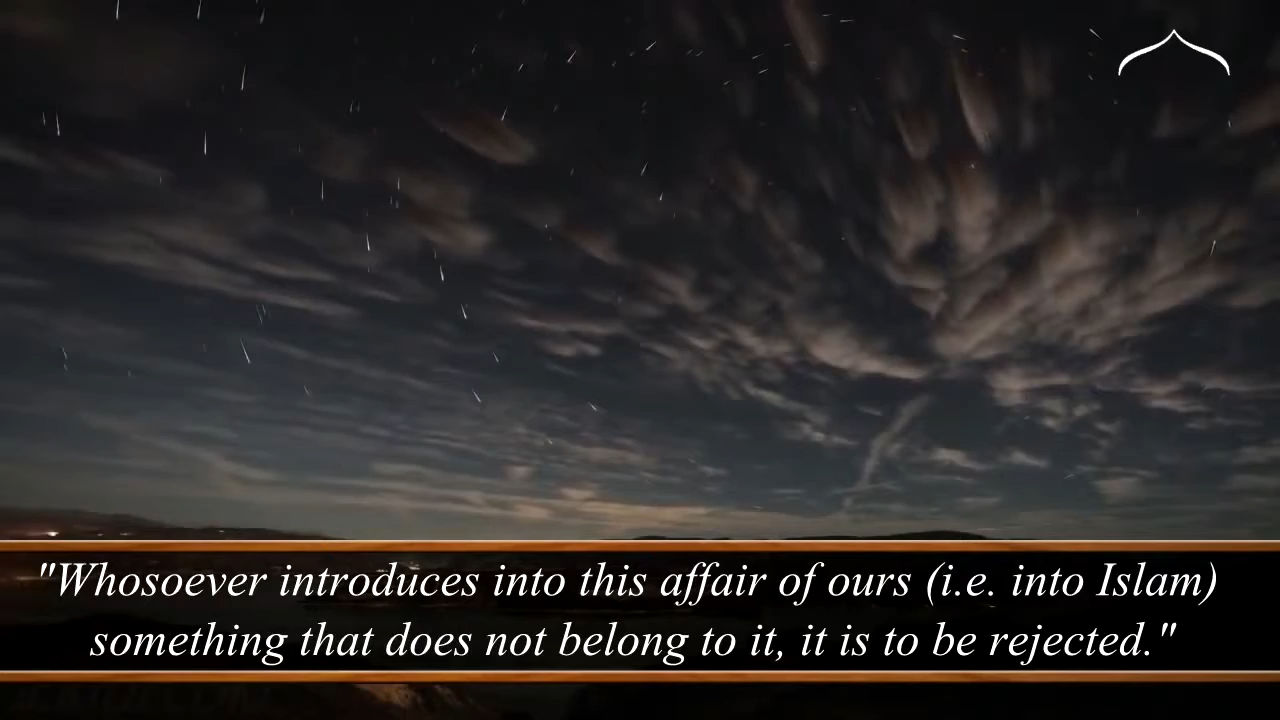 "Whosoever introduces into this affair of ours (i.e. into Islam)
something that does not belong to it, it is to be rejected."